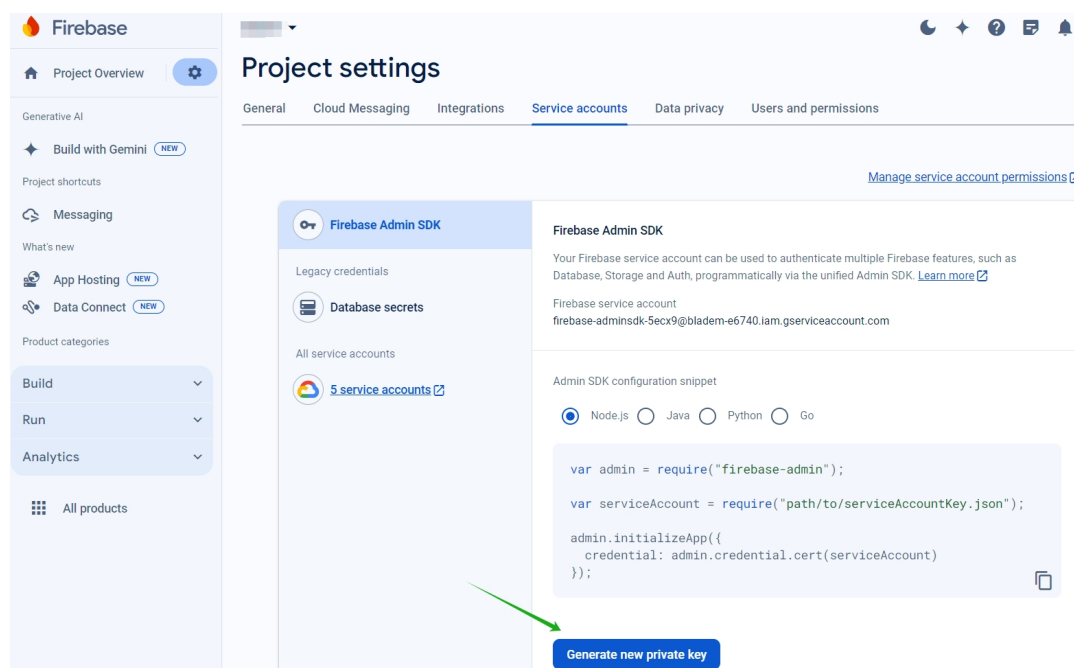 Firebase
Project Overview
Generative AI
Build with Gemini NEW
Project shortcuts
Messaging
What's new
App Hosting NEW
Data Connect NEW
Product categories
Build
Run
Analytics
All products
Project settings
General Cloud Messaging Integrations Service accounts Data privacy Users and permissions
Manage service account permissions
Firebase Admin SDK
Legacy credentials
Database secrets
All service accounts
5 service accounts
Firebase Admin SDK
Your Firebase service account can be used to authenticate multiple Firebase features, such as
Database, Storage and Auth, programmatically via the unified Admin SDK. Learn more
Firebase service account
firebase-adminsdk-5ecx9@bladem-e6740.iam.gserviceaccount.com
Admin SDK configuration snippet
Node.js Java Python Go
var admin = require("firebase-admin");
var serviceAccount = require("path/to/serviceAccountKey.json");
admin.initializeApp({
credential: admin.credential.cert(serviceAccount)
});
Generate new private key